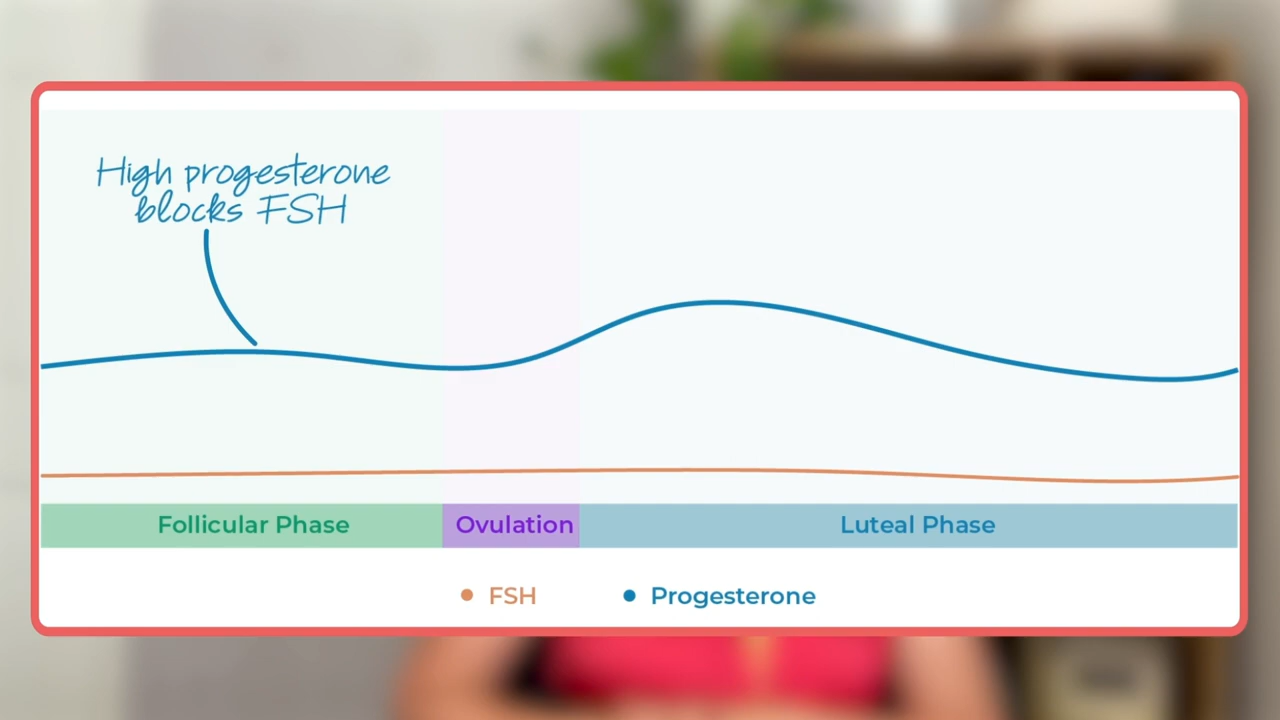 High progesterone
blocks FSH
Follicular Phase
Ovulation
Luteal Phase
FSH
Progesterone